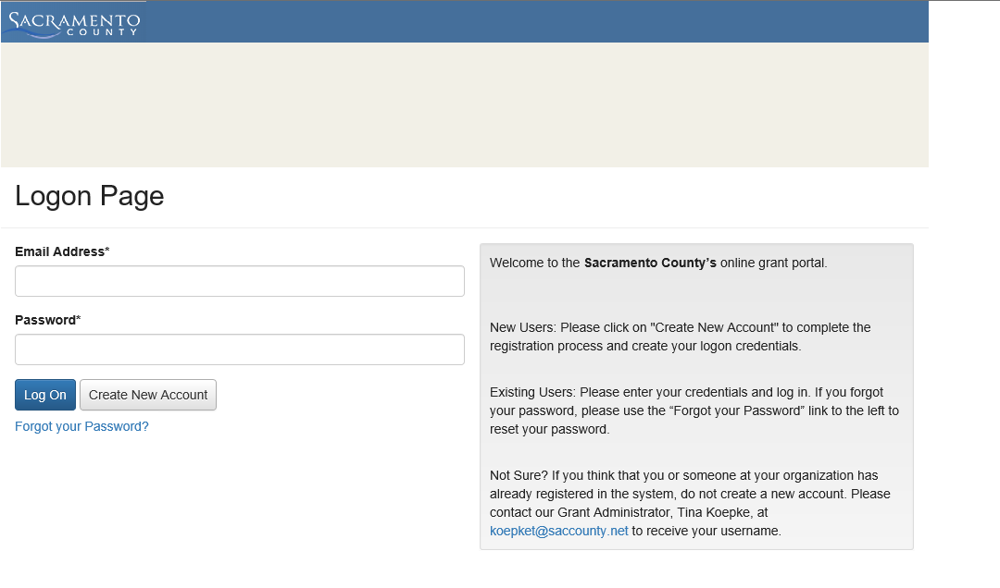 SACRAMENTO
COUNTY
Logon Page
Email Address*
Password*
Log On
Create New Account
Forgot your Password?
Welcome to the Sacramento County's online grant portal.
New Users: Please click on "Create New Account" to complete the
registration process and create your logon credentials.
Existing Users: Please enter your credentials and log in. If you forgot
your password, please use the “Forgot your Password” link to the left to
reset your password.
Not Sure? If you think that you or someone at your organization has
already registered in the system, do not create a new account. Please
contact our Grant Administrator, Tina Koepke, at
koepket@saccounty.net to receive your username.